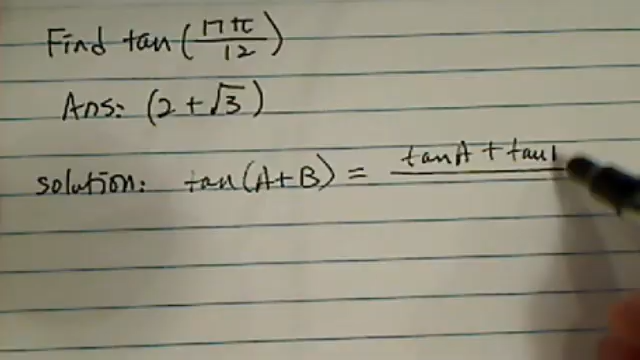 Find tan(17π/12)
Ans: (2 + √3)
solution: tan(A+B) = tanA + tan